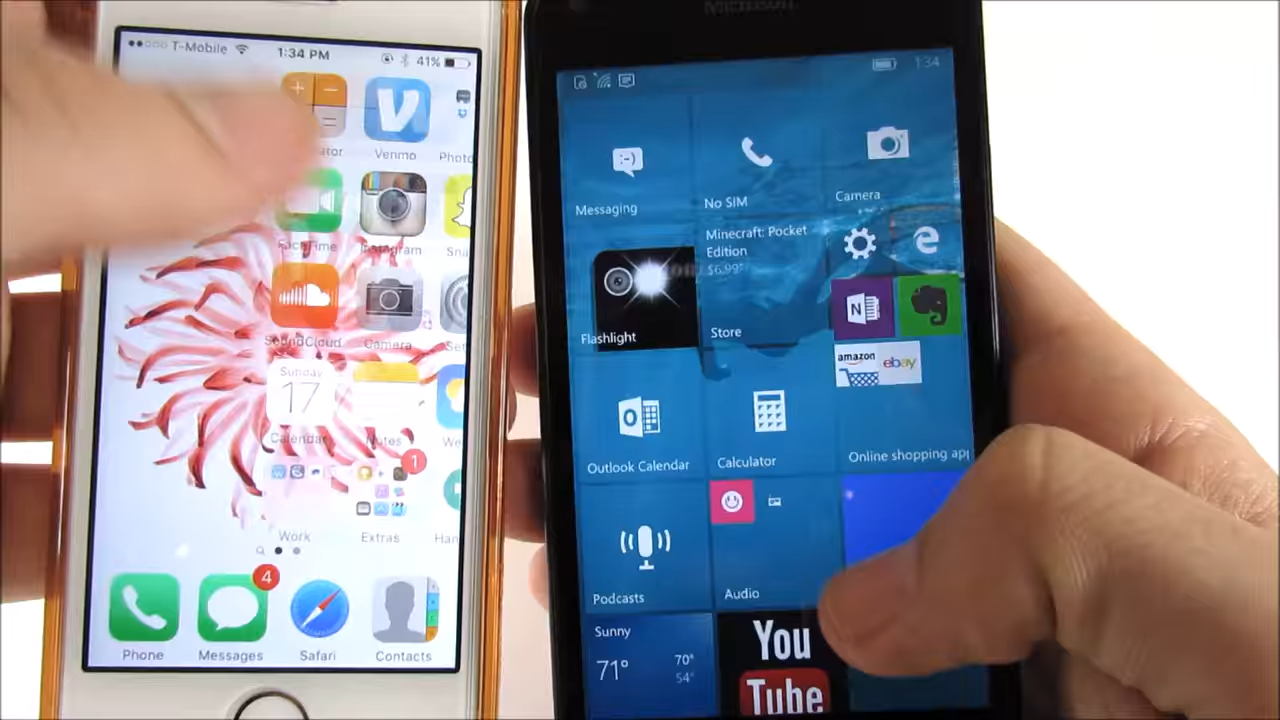 T-Mobile
1:34 PM
41%
Venmo
Instagram
SoundCloud
Camera
Sunday
17
Calendar
Notes
1
Work
Extras
4
Phone
Messages
Safari
Contacts
Microsoft
1:34
Messaging
No SIM
Camera
Minecraft: Pocket
Edition
$6.99*
Flashlight
Store
N
amazon
ebay
Outlook Calendar
Calculator
Online shopping app
Podcasts
Audio
Sunny
71°
70°
54°
You
Tube